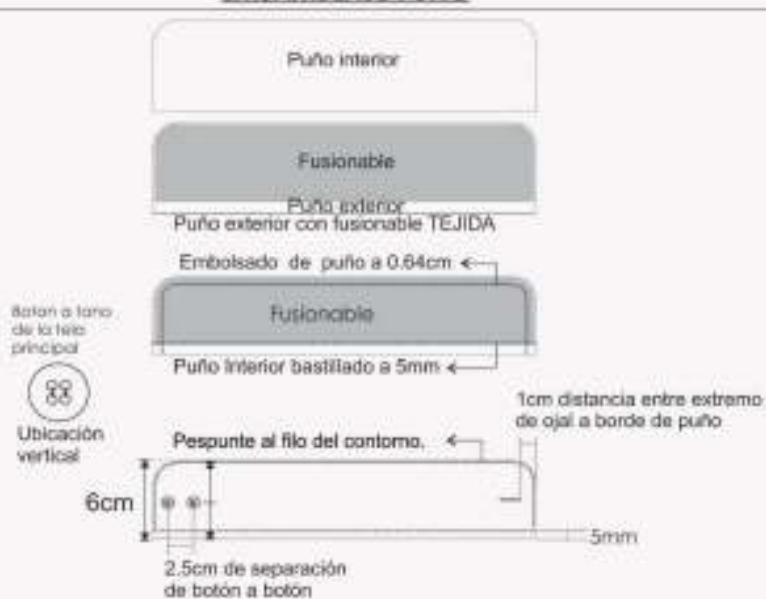 Puño interior
Fusionable
Puño exterior
Puño exterior con fusionable TEJIDA
Embolsado de puño a 0.64cm
Fusionable
Boton a tono
de la tela
principal
Puño Interior bastillado a 5mm
Ubicación
vertical
1cm distancia entre extremo
de ojal a borde de puño
Pespunte al filo del contorno.
6cm
5mm
2.5cm de separación
de botón a botón